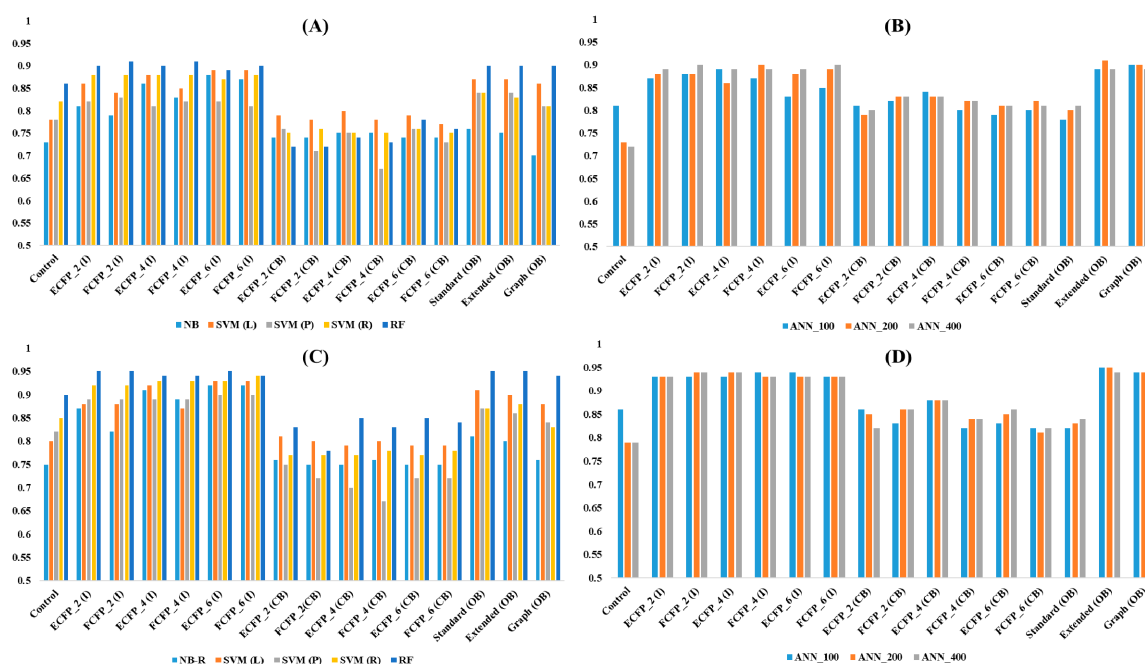 (A)
1
0.95
0.9
0.85
0.8
0.75
0.7
0.65
0.6
0.55
0.5
Control
ECFP_2 (I)
FCFP_2 (I)
ECFP_4 (I)
FCFP_4 (I)
ECFP_6 (I)
FCFP_6 (I)
ECFP_2 (CB)
FCFP_2 (CB)
ECFP_4 (CB)
FCFP_4 (CB)
ECFP_6 (CB)
FCFP_6 (CB)
Standard (OB)
Extended (OB)
Graph (OB)
NB SVM (L) SVM (P) SVM (R) RF
(B)
1
0.95
0.9
0.85
0.8
0.75
0.7
0.65
0.6
0.55
0.5
Control
ECFP_2 (I)
FCFP_2 (I)
ECFP_4 (I)
FCFP_4 (I)
ECFP_6 (I)
FCFP_6 (I)
ECFP_2 (CB)
FCFP_2 (CB)
ECFP_4 (CB)
FCFP_4 (CB)
ECFP_6 (CB)
FCFP_6 (CB)
Standard (OB)
Extended (OB)
Graph (OB)
ANN_100 ANN_200 ANN_400
(C)
1
0.95
0.9
0.85
0.8
0.75
0.7
0.65
0.6
0.55
0.5
Control
ECFP_2 (I)
FCFP_2 (I)
ECFP_4 (I)
FCFP_4 (I)
ECFP_6 (I)
FCFP_6 (I)
ECFP_2 (CB)
FCFP_2(CB)
ECFP_4 (CB)
FCFP_4 (CB)
ECFP_6 (CB)
FCFP_6 (CB)
Standard (OB)
Extended (OB)
Graph (OB)
NB-R SVM (L) SVM (P) SVM (R) RF
(D)
1
0.95
0.9
0.85
0.8
0.75
0.7
0.65
0.6
0.55
0.5
Control
ECFP_2 (I)
FCFP_2 (I)
ECFP_4 (I)
FCFP_4 (I)
ECFP_6 (I)
FCFP_6 (I)
ECFP_2 (CB)
FCFP_2 (CB)
ECFP_4 (CB)
FCFP_4 (CB)
ECFP_6 (CB)
FCFP_6 (CB)
Standard (OB)
Extended (OB)
Graph (OB)
ANN_100 ANN_200 ANN_400